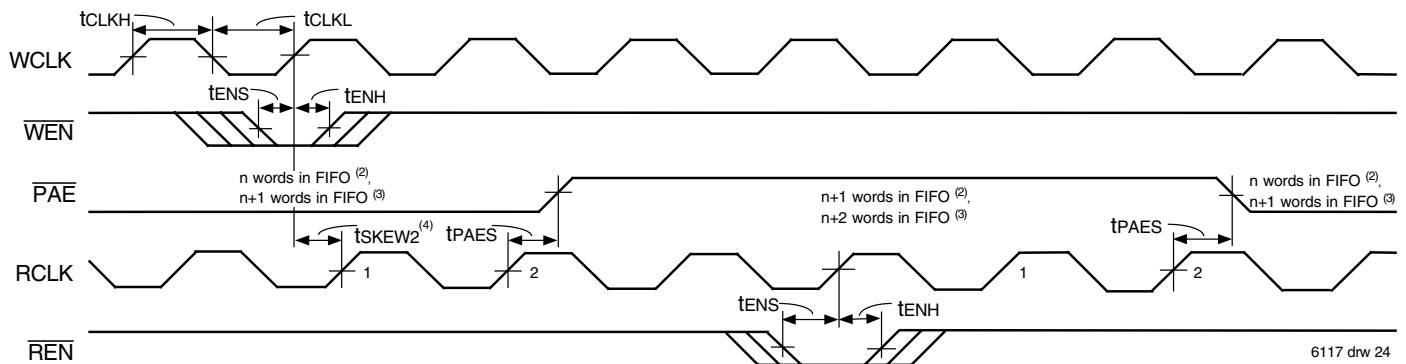 tCLKH
tCLKL
WCLK
tENS
tENH
WEN
PAE
n words in FIFO (2),
n+1 words in FIFO (3)
n+1 words in FIFO (2),
n+2 words in FIFO (3)
n words in FIFO (2),
n+1 words in FIFO (3)
tSKEW2(4)
tPAES
tPAES
RCLK
1
2
1
2
tENS
tENH
REN
6117 drw 24